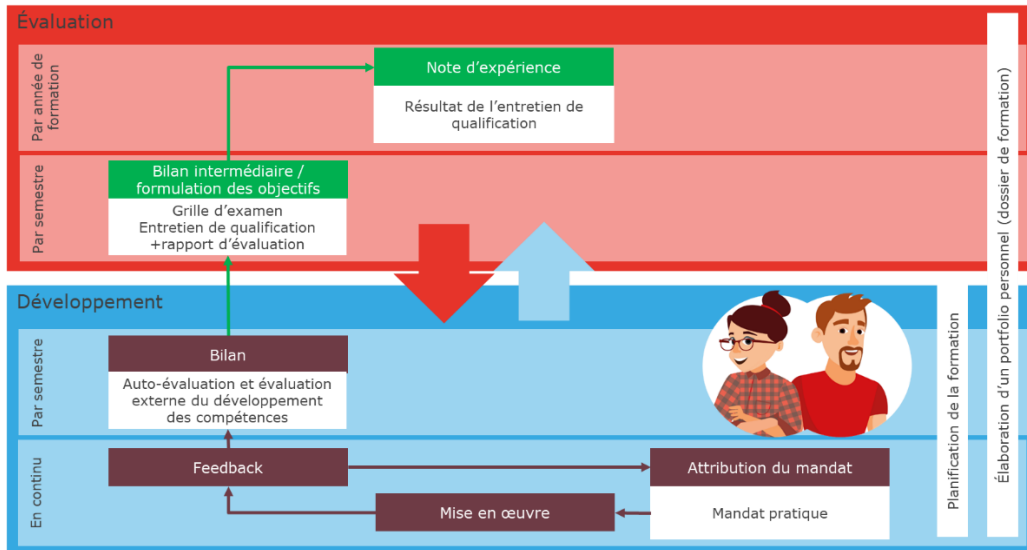 Évaluation
Par année de
formation
Note d'expérience
Résultat de l'entretien de
qualification
Par semestre
Bilan intermédiaire /
formulation des objectifs
Grille d'examen
Entretien de qualification
+rapport d'évaluation
Développement
Par semestre
Bilan
Auto-évaluation et évaluation
externe du développement
des compétences
En continu
Feedback
Attribution du mandat
Mise en œuvre
Mandat pratique
Planification de la formation
Élaboration d'un portfolio personnel (dossier de formation)